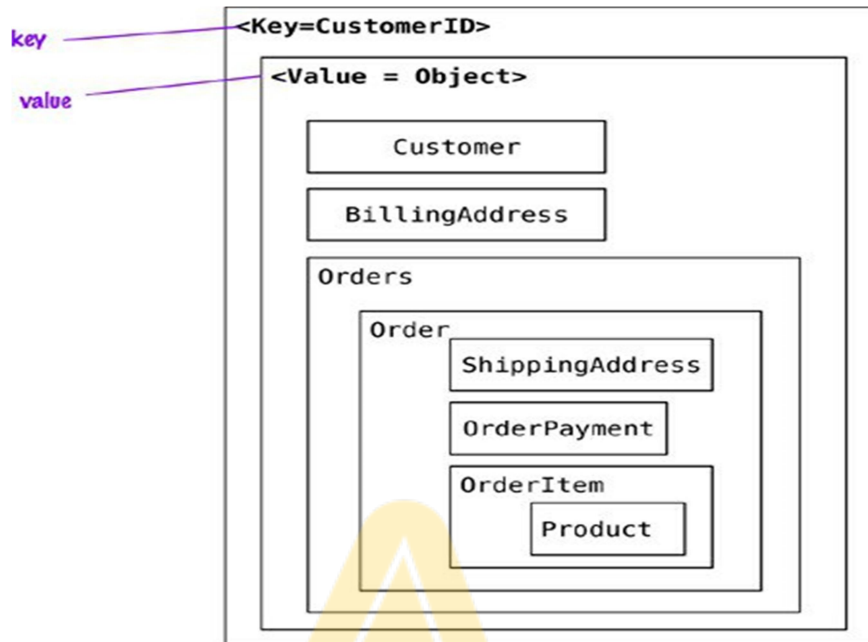 <Key=CustomerID>
key
<Value = Object>
value
Customer
BillingAddress
Orders
Order
ShippingAddress
OrderPayment
OrderItem
Product